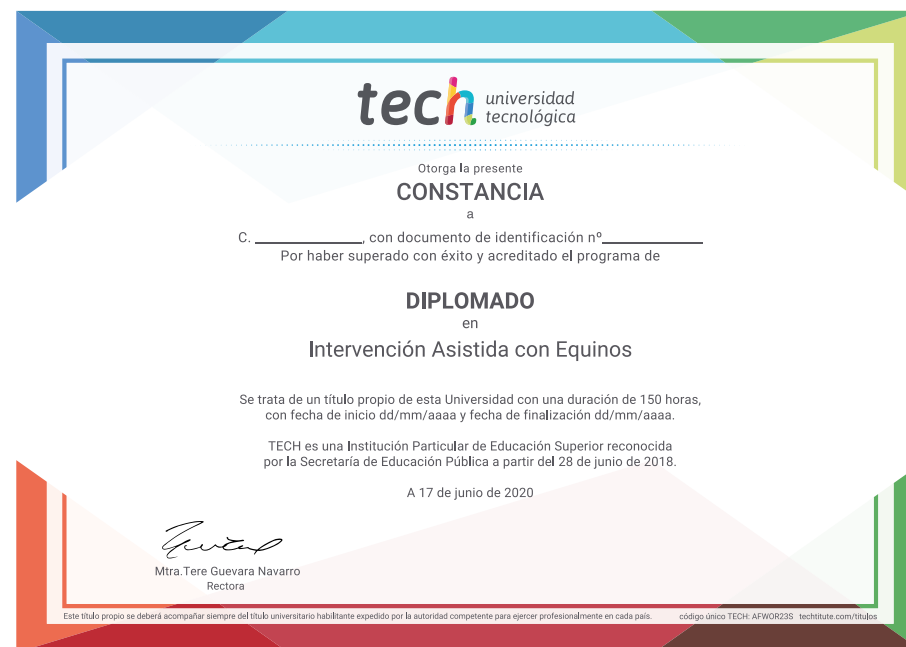 tech universidad
tecnológica
Otorga la presente
CONSTANCIA
a
C. ______________, con documento de identificación nº_____________
Por haber superado con éxito y acreditado el programa de
DIPLOMADO
en
Intervención Asistida con Equinos
Se trata de un título propio de esta Universidad con una duración de 150 horas,
con fecha de inicio dd/mm/aaaa y fecha de finalización dd/mm/aaaa.
TECH es una Institución Particular de Educación Superior reconocida
por la Secretaría de Educación Pública a partir del 28 de junio de 2018.
A 17 de junio de 2020
Mtra.Tere Guevara Navarro
Rectora
Este título propio se deberá acompañar siempre del título universitario habilitante expedido por la autoridad competente para ejercer profesionalmente en cada país. código único TECH: AFWOR23S techtitute.com/titulos